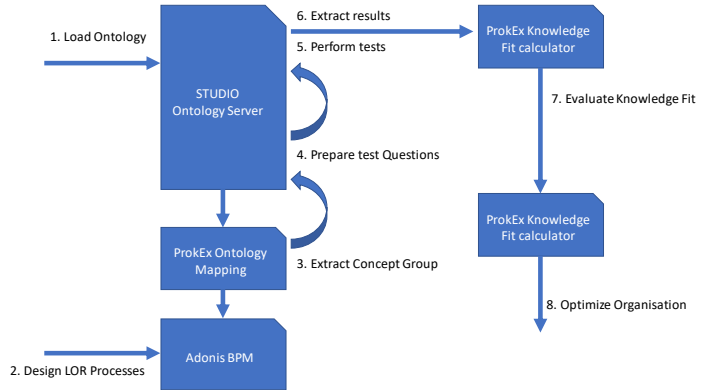 6. Extract results
1. Load Ontology
5. Perform tests
ProkEx Knowledge
Fit calculator
STUDIO
Ontology Server
7. Evaluate Knowledge Fit
4. Prepare test Questions
ProkEx Knowledge
Fit calculator
ProkEx Ontology
Mapping
3. Extract Concept Group
8. Optimize Organisation
Adonis BPM
2. Design LOR Processes